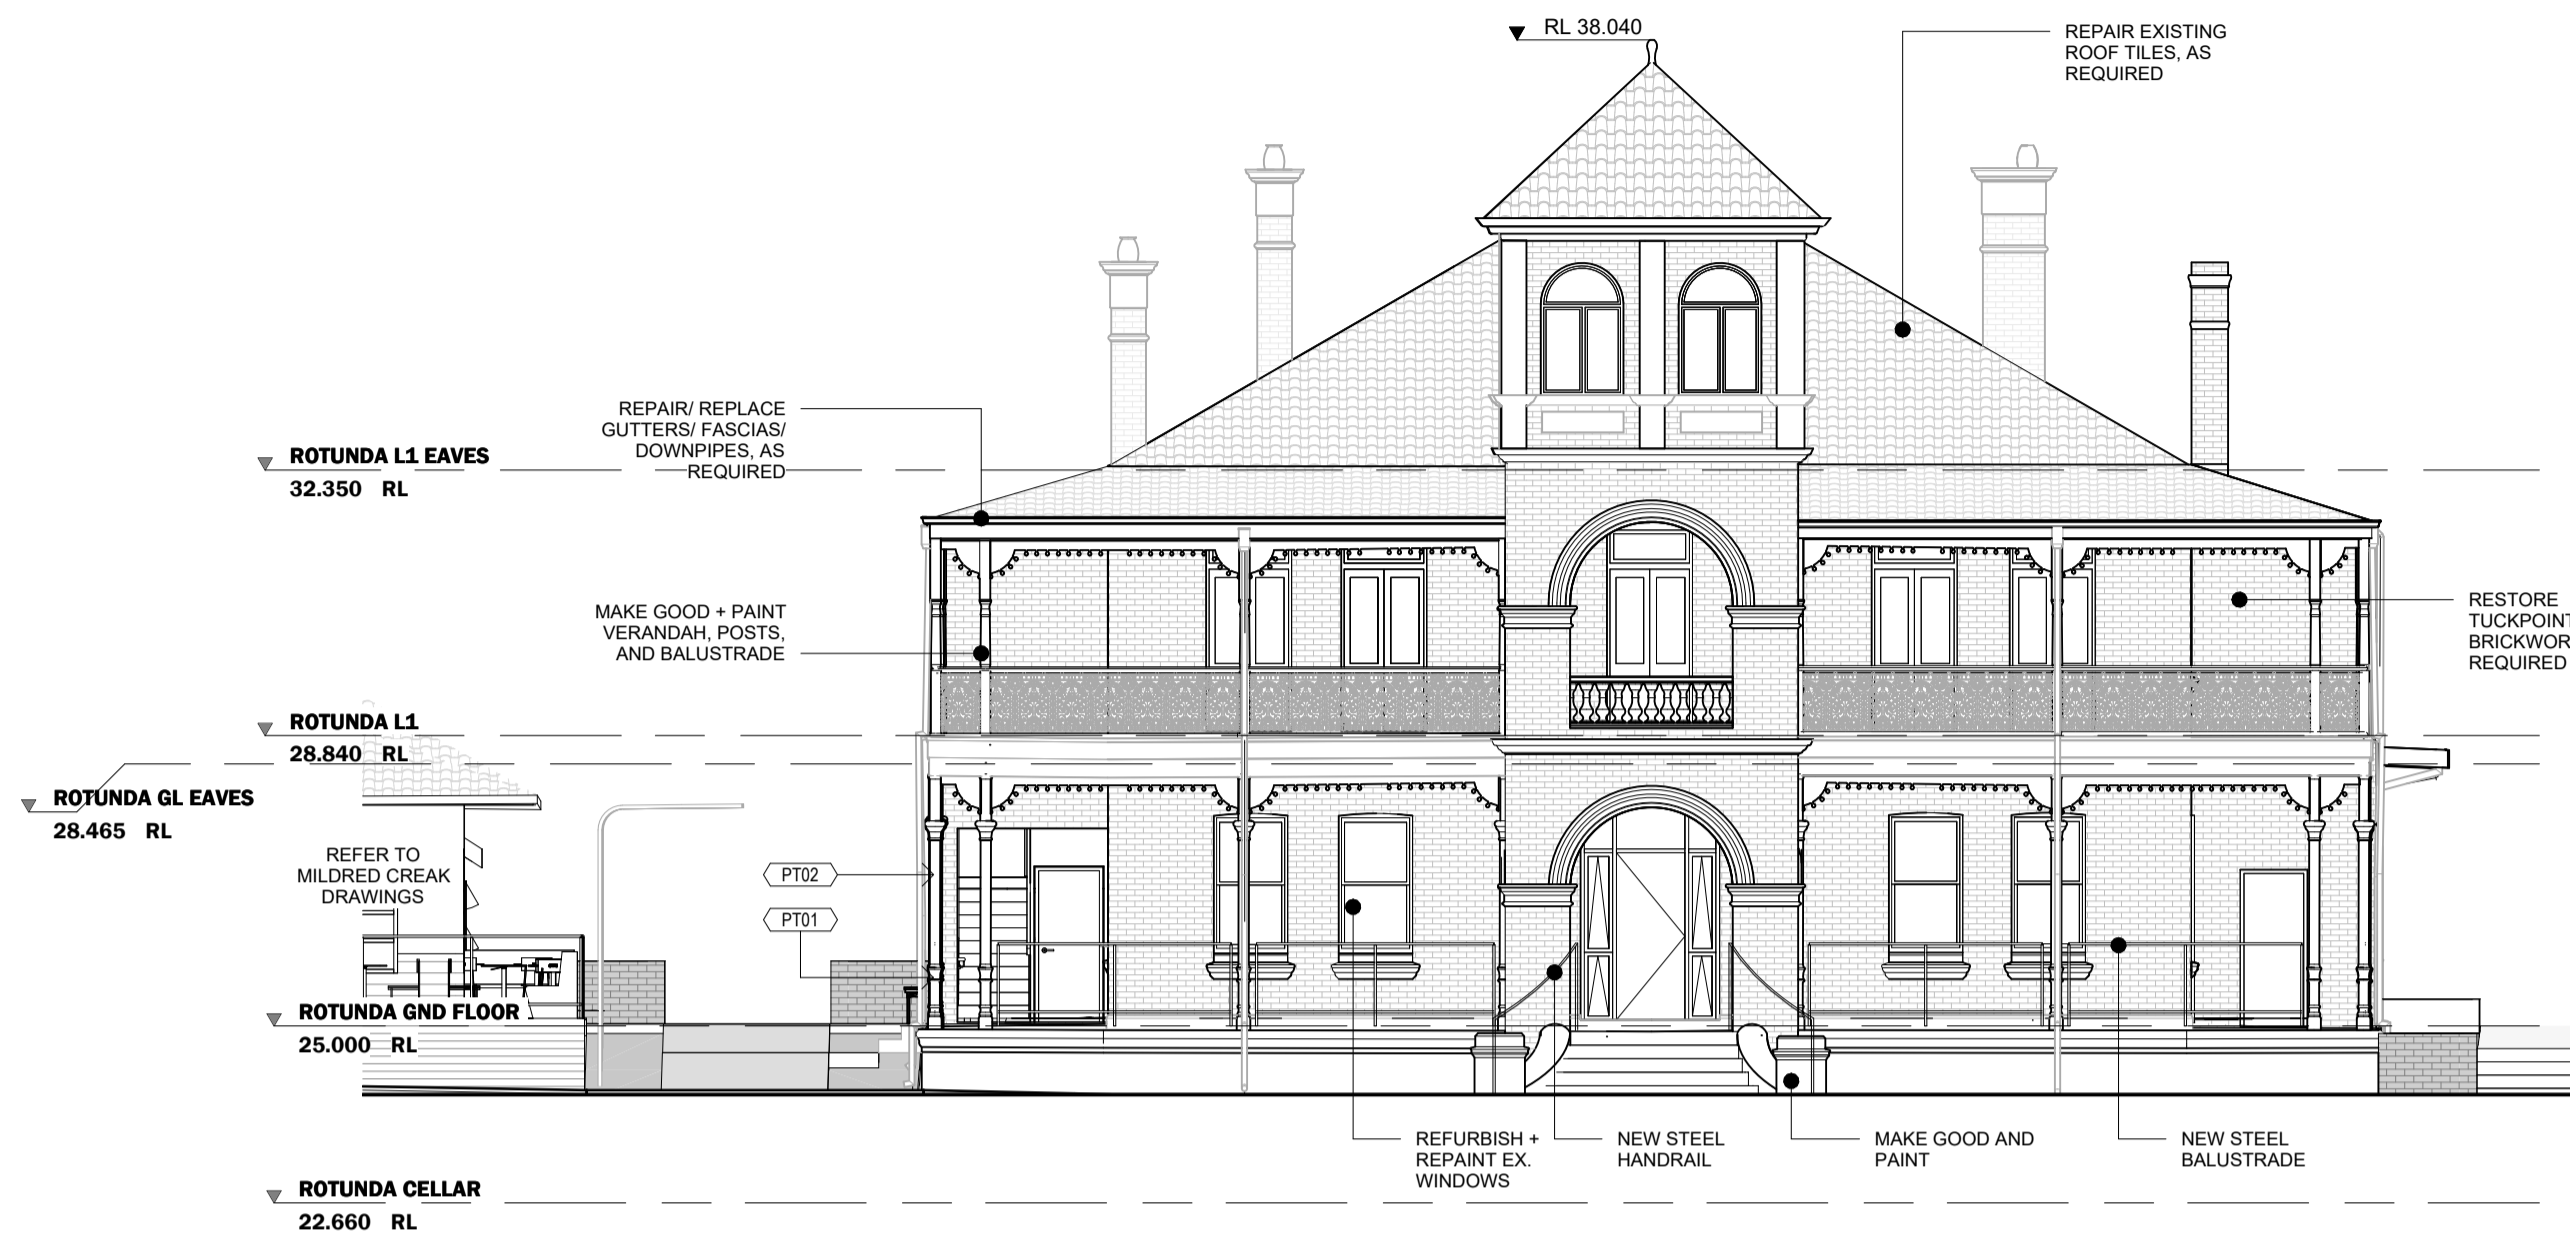 RL 38.040
REPAIR EXISTING
ROOF TILES, AS
REQUIRED
REPAIR/ REPLACE
GUTTERS/ FASCIAS/
DOWNPIPES, AS
REQUIRED
ROTUNDA L1 EAVES
32.350 RL
MAKE GOOD + PAINT
VERANDAH, POSTS,
AND BALUSTRADE
RESTORE
TUCKPOINT
BRICKWOR
REQUIRED
ROTUNDA L1
28.840 RL
ROTUNDA GL EAVES
28.465 RL
REFER TO
MILDRED CREAK
DRAWINGS
PT02
PT01
ROTUNDA GND FLOOR
25.000 RL
REFURBISH +
REPAINT EX.
WINDOWS
NEW STEEL
HANDRAIL
MAKE GOOD AND
PAINT
NEW STEEL
BALUSTRADE
ROTUNDA CELLAR
22.660 RL